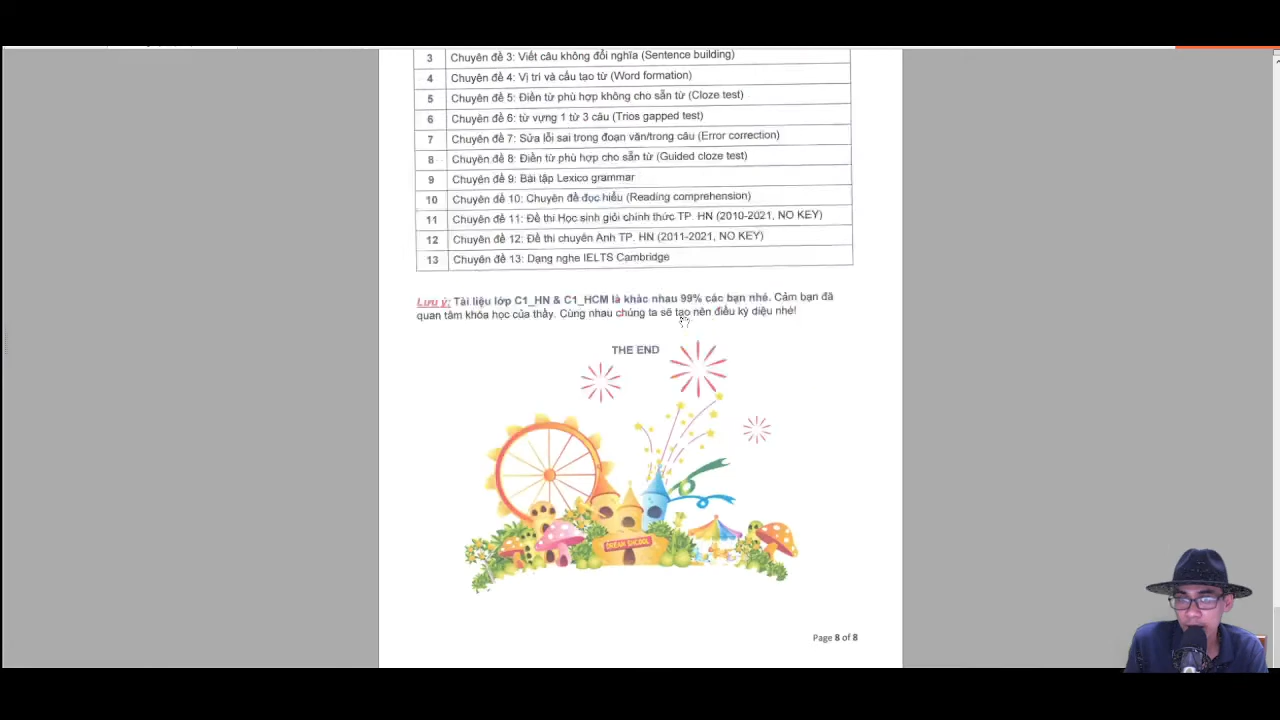 3 Chuyên đề 3: Viết câu không đổi nghĩa (Sentence building)
4 Chuyên đề 4: Vị trí và cấu tạo từ (Word formation)
5 Chuyên đề 5: Điền từ phù hợp không cho sẵn từ (Cloze test)
6 Chuyên đề 6: từ vựng 1 từ 3 câu (Trios gapped test)
7 Chuyên đề 7: Sửa lỗi sai trong đoạn văn/trong câu (Error correction)
8 Chuyên đề 8: Điền từ phù hợp cho sẵn từ (Guided cloze test)
9 Chuyên đề 9: Bài tập Lexico grammar
10 Chuyên đề 10: Chuyên đề đọc hiểu (Reading comprehension)
11 Chuyên đề 11: Đề thi Học sinh giỏi chính thức TP. HN (2010-2021, NO KEY)
12 Chuyên đề 12: Đề thi chuyên Anh TP. HN (2011-2021, NO KEY)
13 Chuyên đề 13: Dạng nghe IELTS Cambridge
Lưu ý: Tài liệu lớp C1_HN & C1_HCM là khác nhau 99% các bạn nhé. Cảm bạn đã
quan tâm khóa học của thầy. Cùng nhau chúng ta sẽ tạo nên điều kỳ diệu nhé!
THE END
DREAM SHCOOL
Page 8 of 8